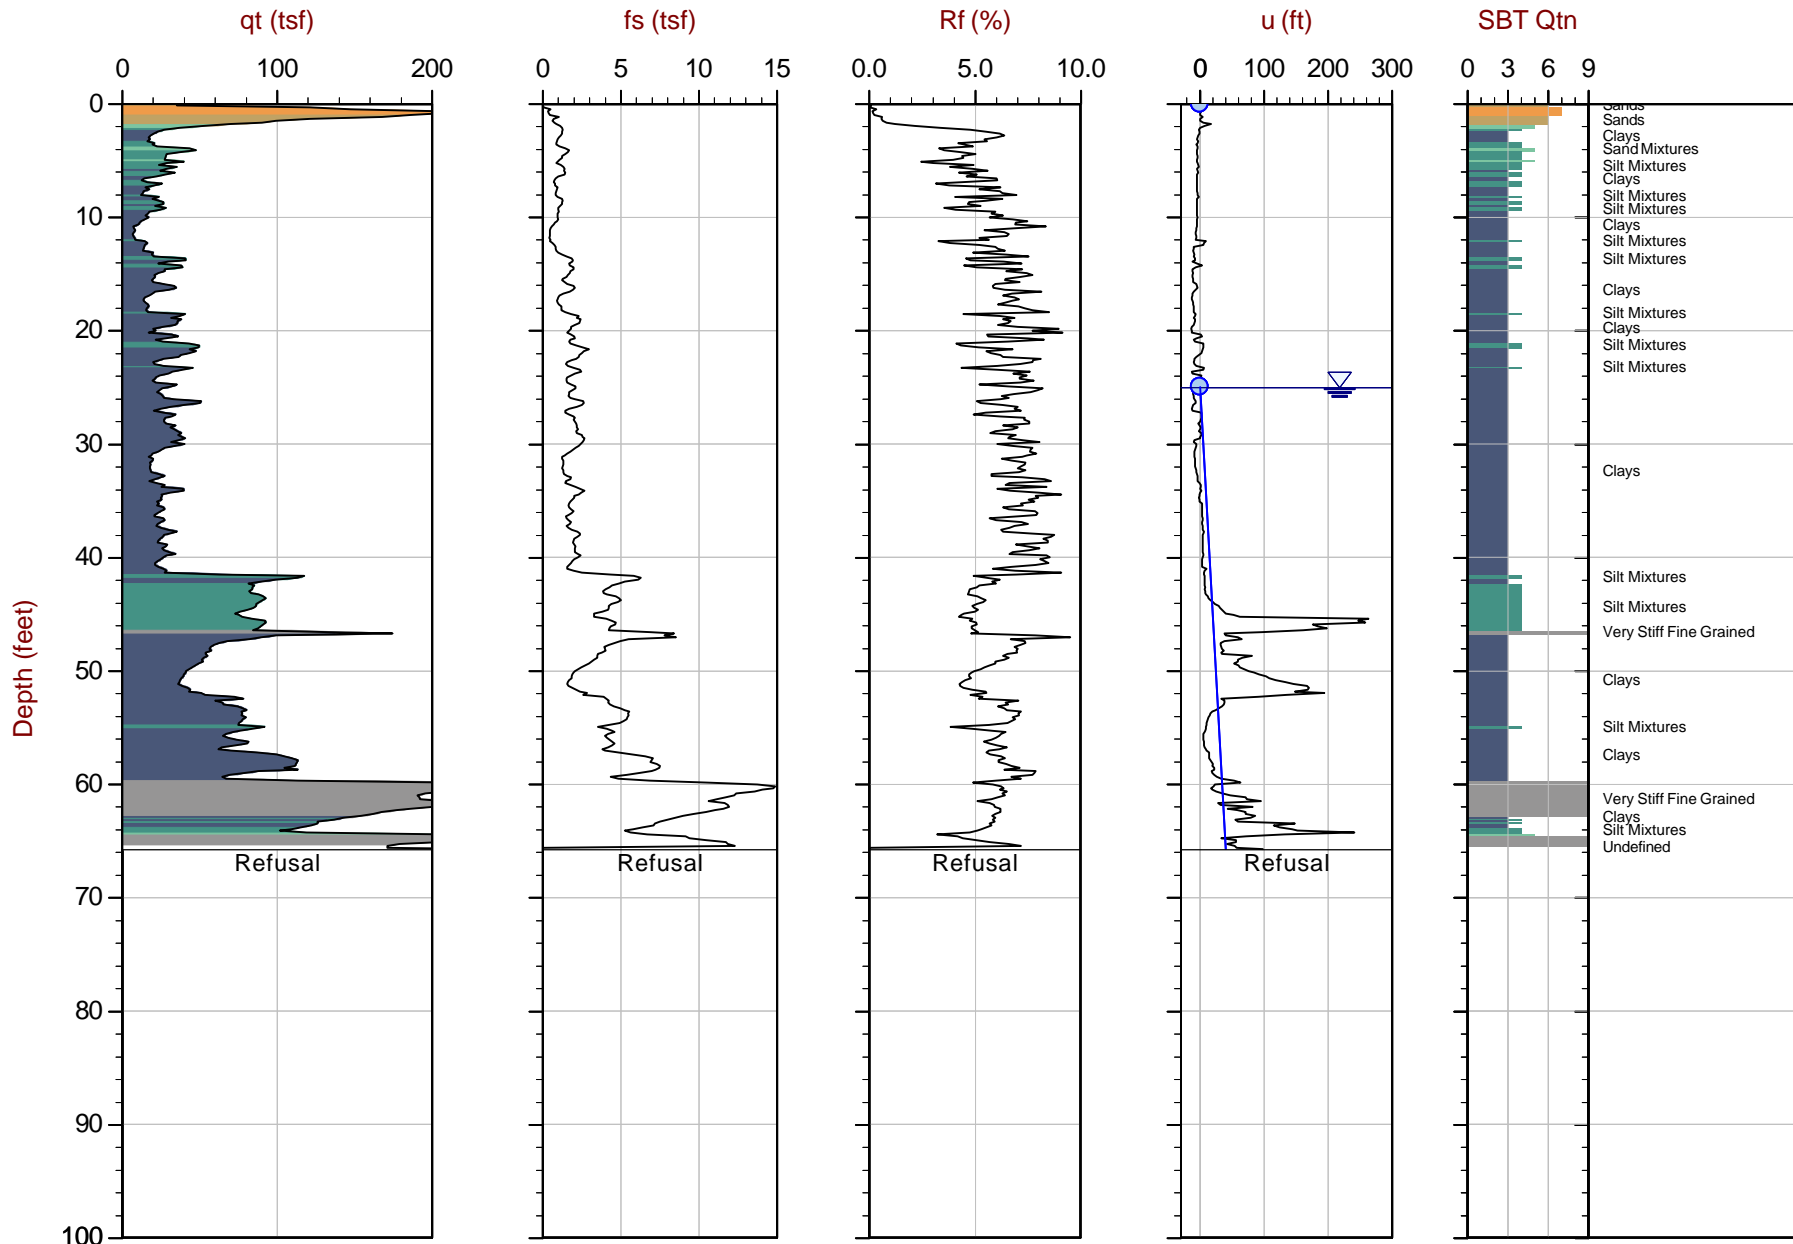 qt (tsf) fs (tsf) Rf (%) u (ft) SBT Qtn
0 100 200 0 5 10 15 0.0 5.0 10.0 0 0 100 200 300 0 3 6 9
Depth (feet)
0
10
20
30
40
50
60
70
80
90
100
Sands
Sands
Clays
Sand Mixtures
Silt Mixtures
Clays
Silt Mixtures
Silt Mixtures
Clays
Silt Mixtures
Silt Mixtures
Clays
Silt Mixtures
Clays
Silt Mixtures
Silt Mixtures
Clays
Silt Mixtures
Silt Mixtures
Very Stiff Fine Grained
Clays
Silt Mixtures
Clays
Very Stiff Fine Grained
Clays
Silt Mixtures
Undefined
Refusal Refusal Refusal Refusal